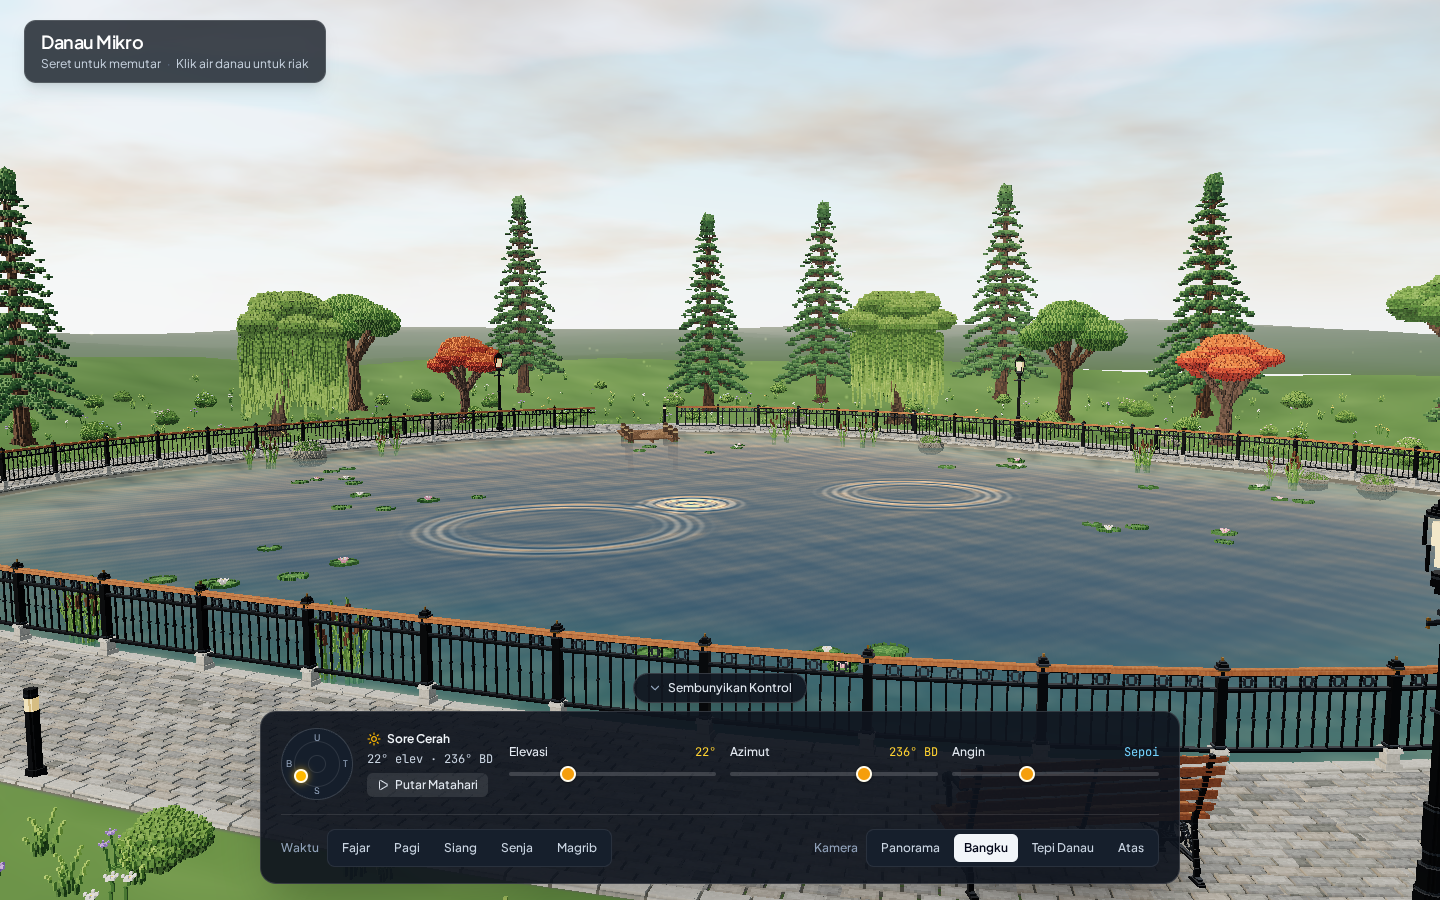 Danau Mikro
Seret untuk memutar · Klik air danau untuk riak
Sembunyikan Kontrol
U
B
T
S
Sore Cerah
22° elev · 236° BD
Putar Matahari
Elevasi 22°
Azimut 236° BD
Angin Sepoi
Waktu Fajar Pagi Siang Senja Magrib
Kamera Panorama Bangku Tepi Danau Atas